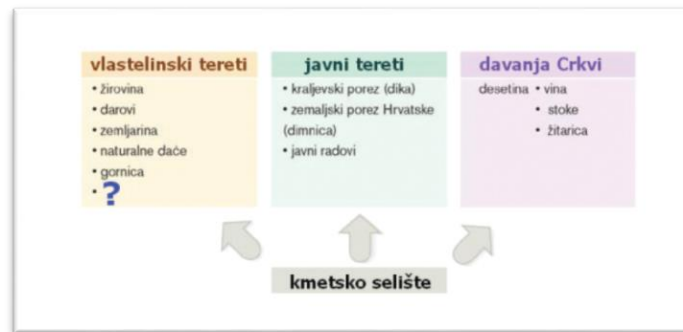 vlastelinski tereti
• žirovina
• darovi
• zemljarina
• naturalne daće
• gornica
• ?
javni tereti
• kraljevski porez (dika)
• zemaljski porez Hrvatske
(dimnica)
• javni radovi
davanja Crkvi
desetina • vina
• stoke
• žitarica
kmetsko selište